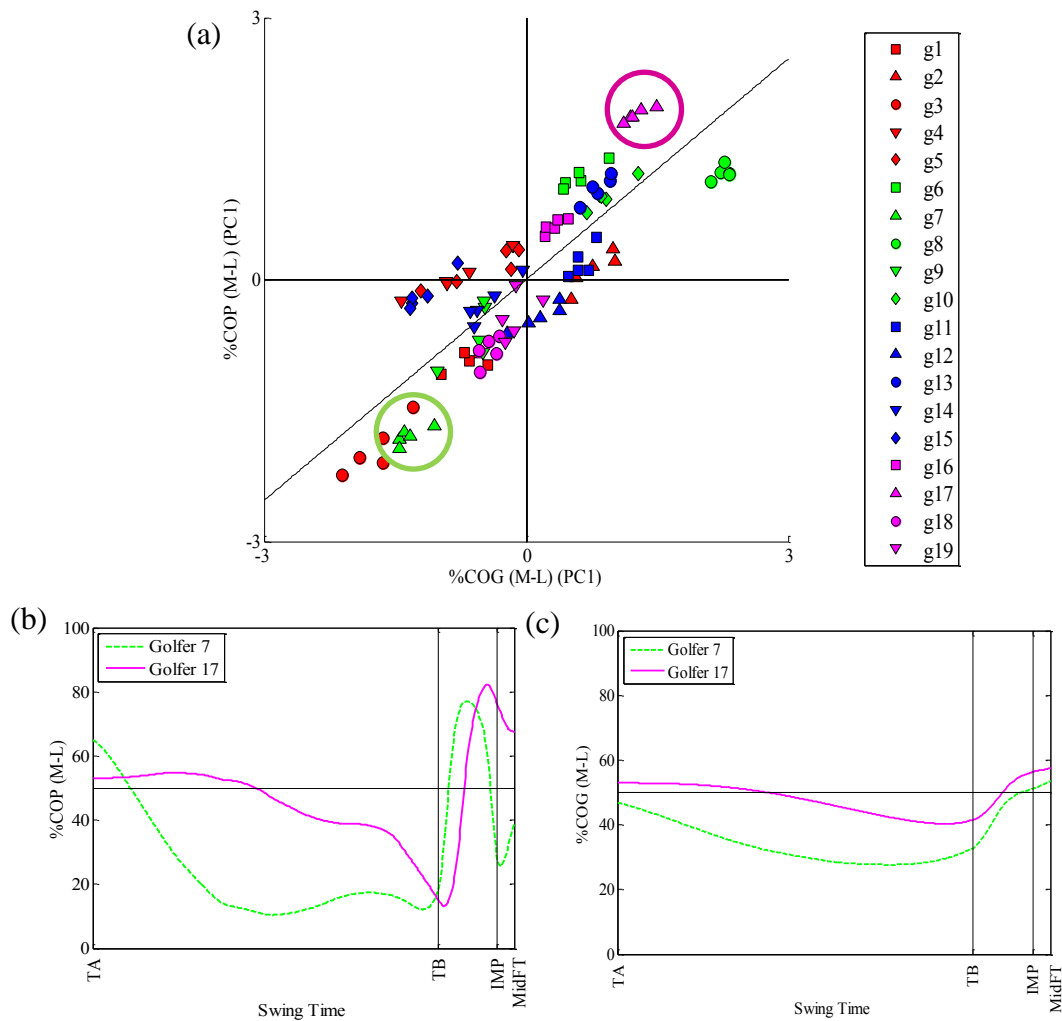 (a)
3
0
-3
%COP (M-L) (PC1)
-3
0
3
%COG (M-L) (PC1)
g1
g2
g3
g4
g5
g6
g7
g8
g9
g10
g11
g12
g13
g14
g15
g16
g17
g18
g19
(b)
100
80
60
40
20
0
%COP (M-L)
Golfer 7
Golfer 17
TA
TB
IMP
MidFT
Swing Time
(c)
100
80
60
40
20
0
%COG (M-L)
Golfer 7
Golfer 17
TA
TB
IMP
MidFT
Swing Time